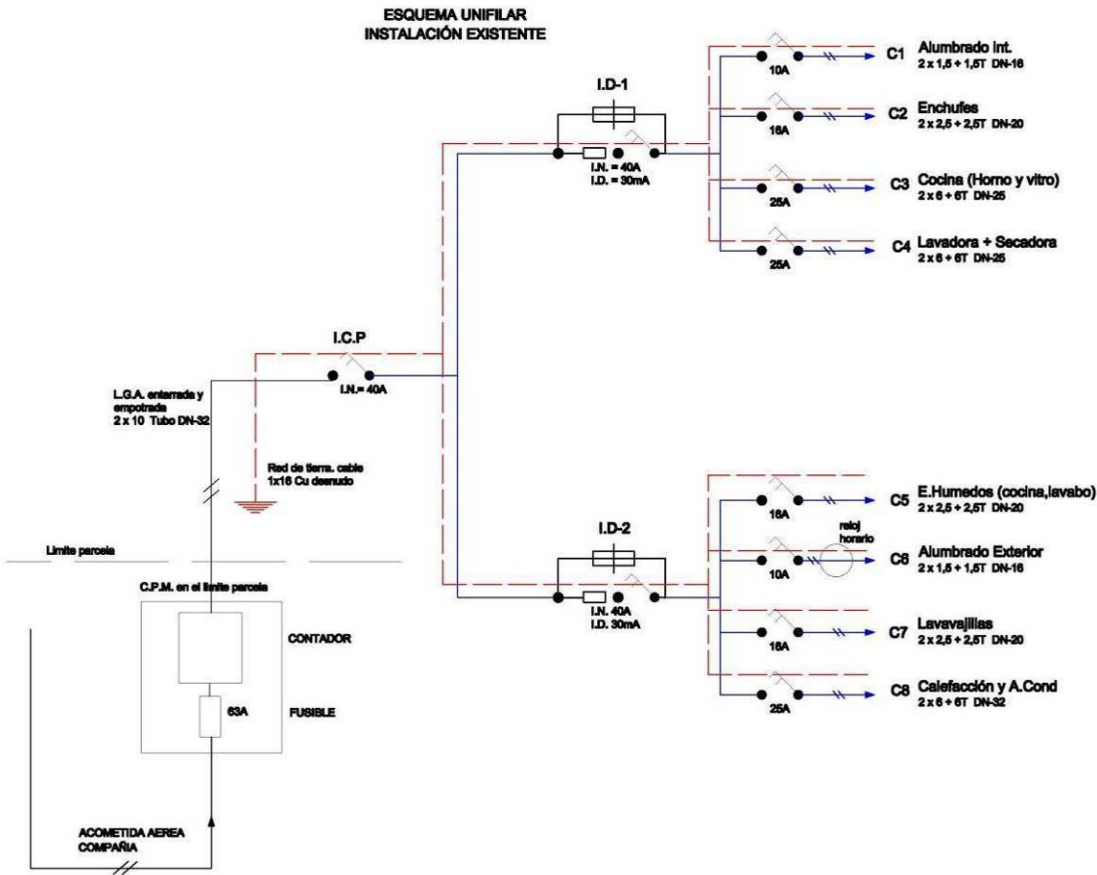 ESQUEMA UNIFILAR
INSTALACIÓN EXISTENTE
I.D-1
I.N. = 40A
I.D. = 30mA
10A
C1 Alumbrado Int.
2 x 1,5 + 1,5T DN-16
16A
C2 Enchufes
2 x 2,5 + 2,5T DN-20
25A
C3 Cocina (Horno y vitro)
2 x 6 + 6T DN-25
25A
C4 Lavadora + Secadora
2 x 6 + 6T DN-25
I.C.P
I.N.= 40A
L.G.A. enterrada y
empotrada
2 x 10 Tubo DN-32
Red de tierra. cable
1x16 Cu desnudo
I.D-2
I.N. 40A
I.D. 30mA
16A
C5 E.Humedos (cocina,lavabo)
2 x 2,5 + 2,5T DN-20
reloj
horario
10A
C6 Alumbrado Exterior
2 x 1,5 + 1,5T DN-16
16A
C7 Lavavajillas
2 x 2,5 + 2,5T DN-20
25A
C8 Calefacción y A.Cond
2 x 6 + 6T DN-32
Limite parcela
C.P.M. en el limite parcela
CONTADOR
63A
FUSIBLE
ACOMETIDA AEREA
COMPAÑIA